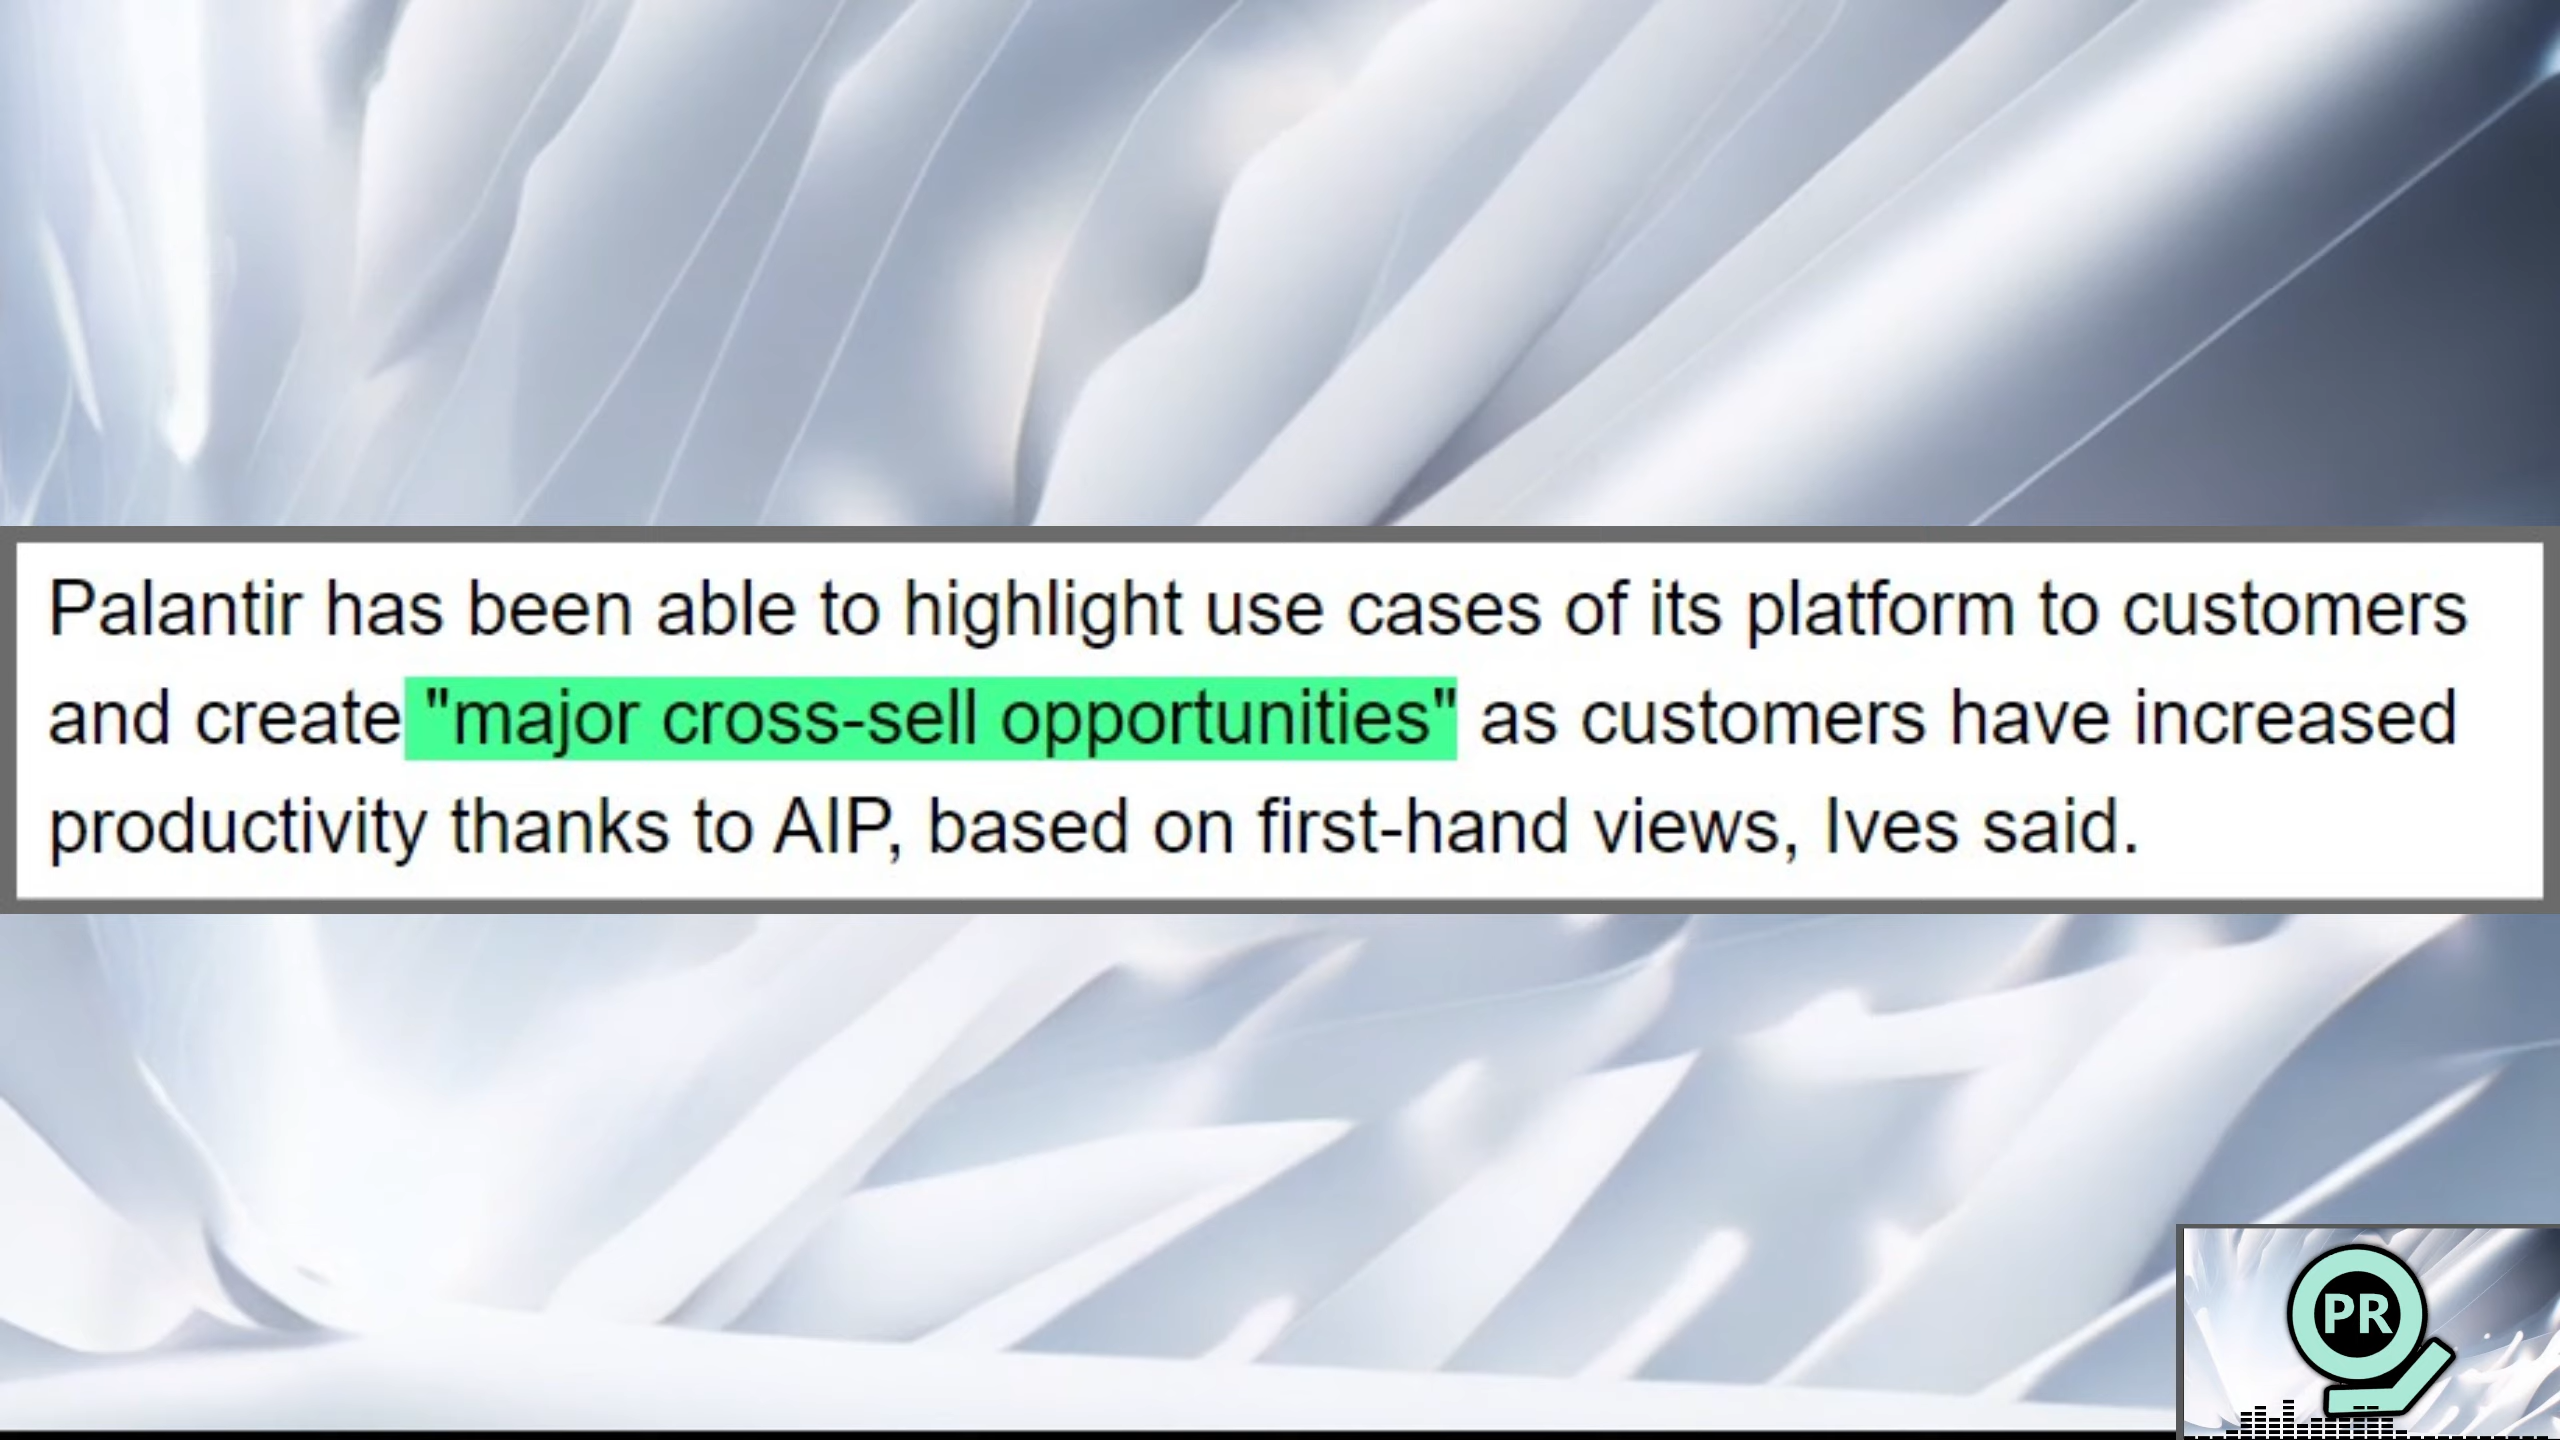 Palantir has been able to highlight use cases of its platform to customers
and create "major cross-sell opportunities" as customers have increased
productivity thanks to AIP, based on first-hand views, Ives said.
PR